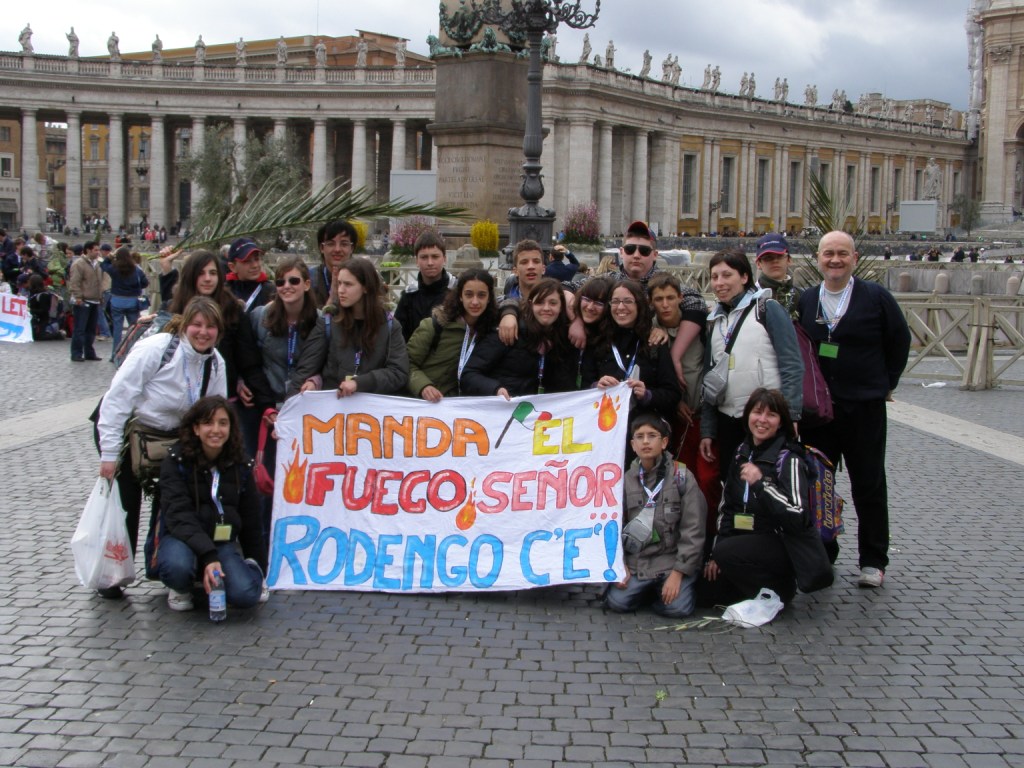 MANDA EL
FUEGO SEÑOR
RODENGO C'E'!